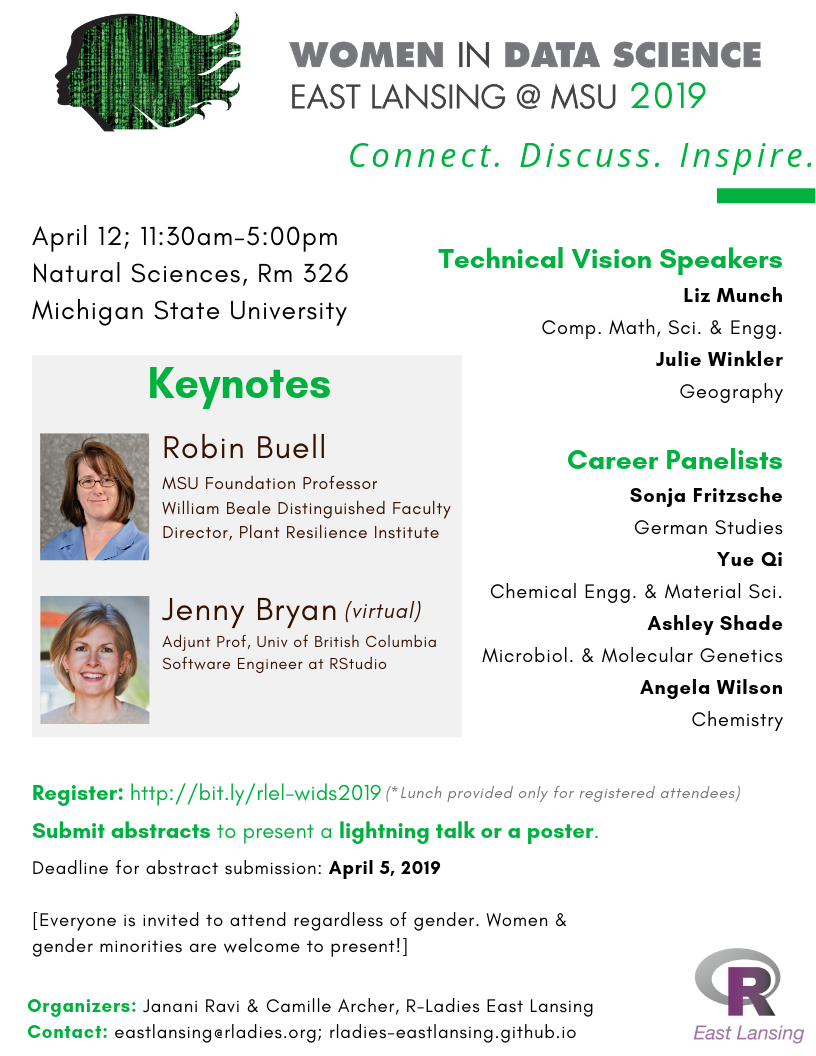 WOMEN IN DATA SCIENCE
EAST LANSING @ MSU 2019
Connect. Discuss. Inspire.
April 12; 11:30am-5:00pm
Natural Sciences, Rm 326
Michigan State University
Keynotes
Robin Buell
MSU Foundation Professor
William Beale Distinguished Faculty
Director, Plant Resilience Institute
Jenny Bryan (virtual)
Adjunt Prof, Univ of British Columbia
Software Engineer at RStudio
Technical Vision Speakers
Liz Munch
Comp. Math, Sci. & Engg.
Julie Winkler
Geography
Career Panelists
Sonja Fritzsche
German Studies
Yue Qi
Chemical Engg. & Material Sci.
Ashley Shade
Microbiol. & Molecular Genetics
Angela Wilson
Chemistry
Register: http://bit.ly/rlel-wids2019 (*Lunch provided only for registered attendees)
Submit abstracts to present a lightning talk or a poster.
Deadline for abstract submission: April 5, 2019
[Everyone is invited to attend regardless of gender. Women &
gender minorities are welcome to present!]
Organizers: Janani Ravi & Camille Archer, R-Ladies East Lansing
Contact: eastlansing@rladies.org; rladies-eastlansing.github.io
R
East Lansing